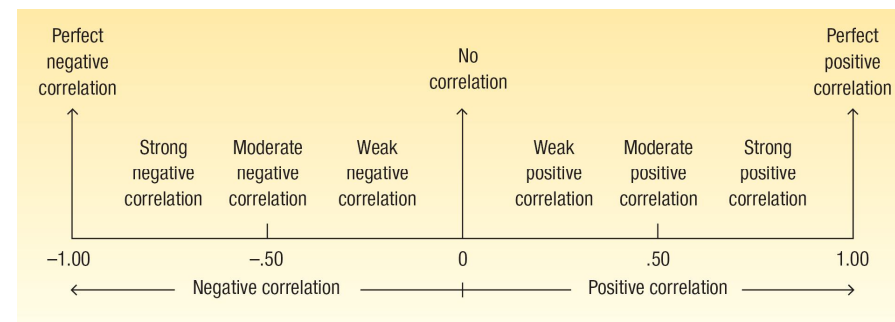 Perfect
negative
correlation
No
correlation
Perfect
positive
correlation
Strong
negative
correlation
Moderate
negative
correlation
Weak
negative
correlation
Weak
positive
correlation
Moderate
positive
correlation
Strong
positive
correlation
–1.00
–.50
0
.50
1.00
Negative correlation
Positive correlation